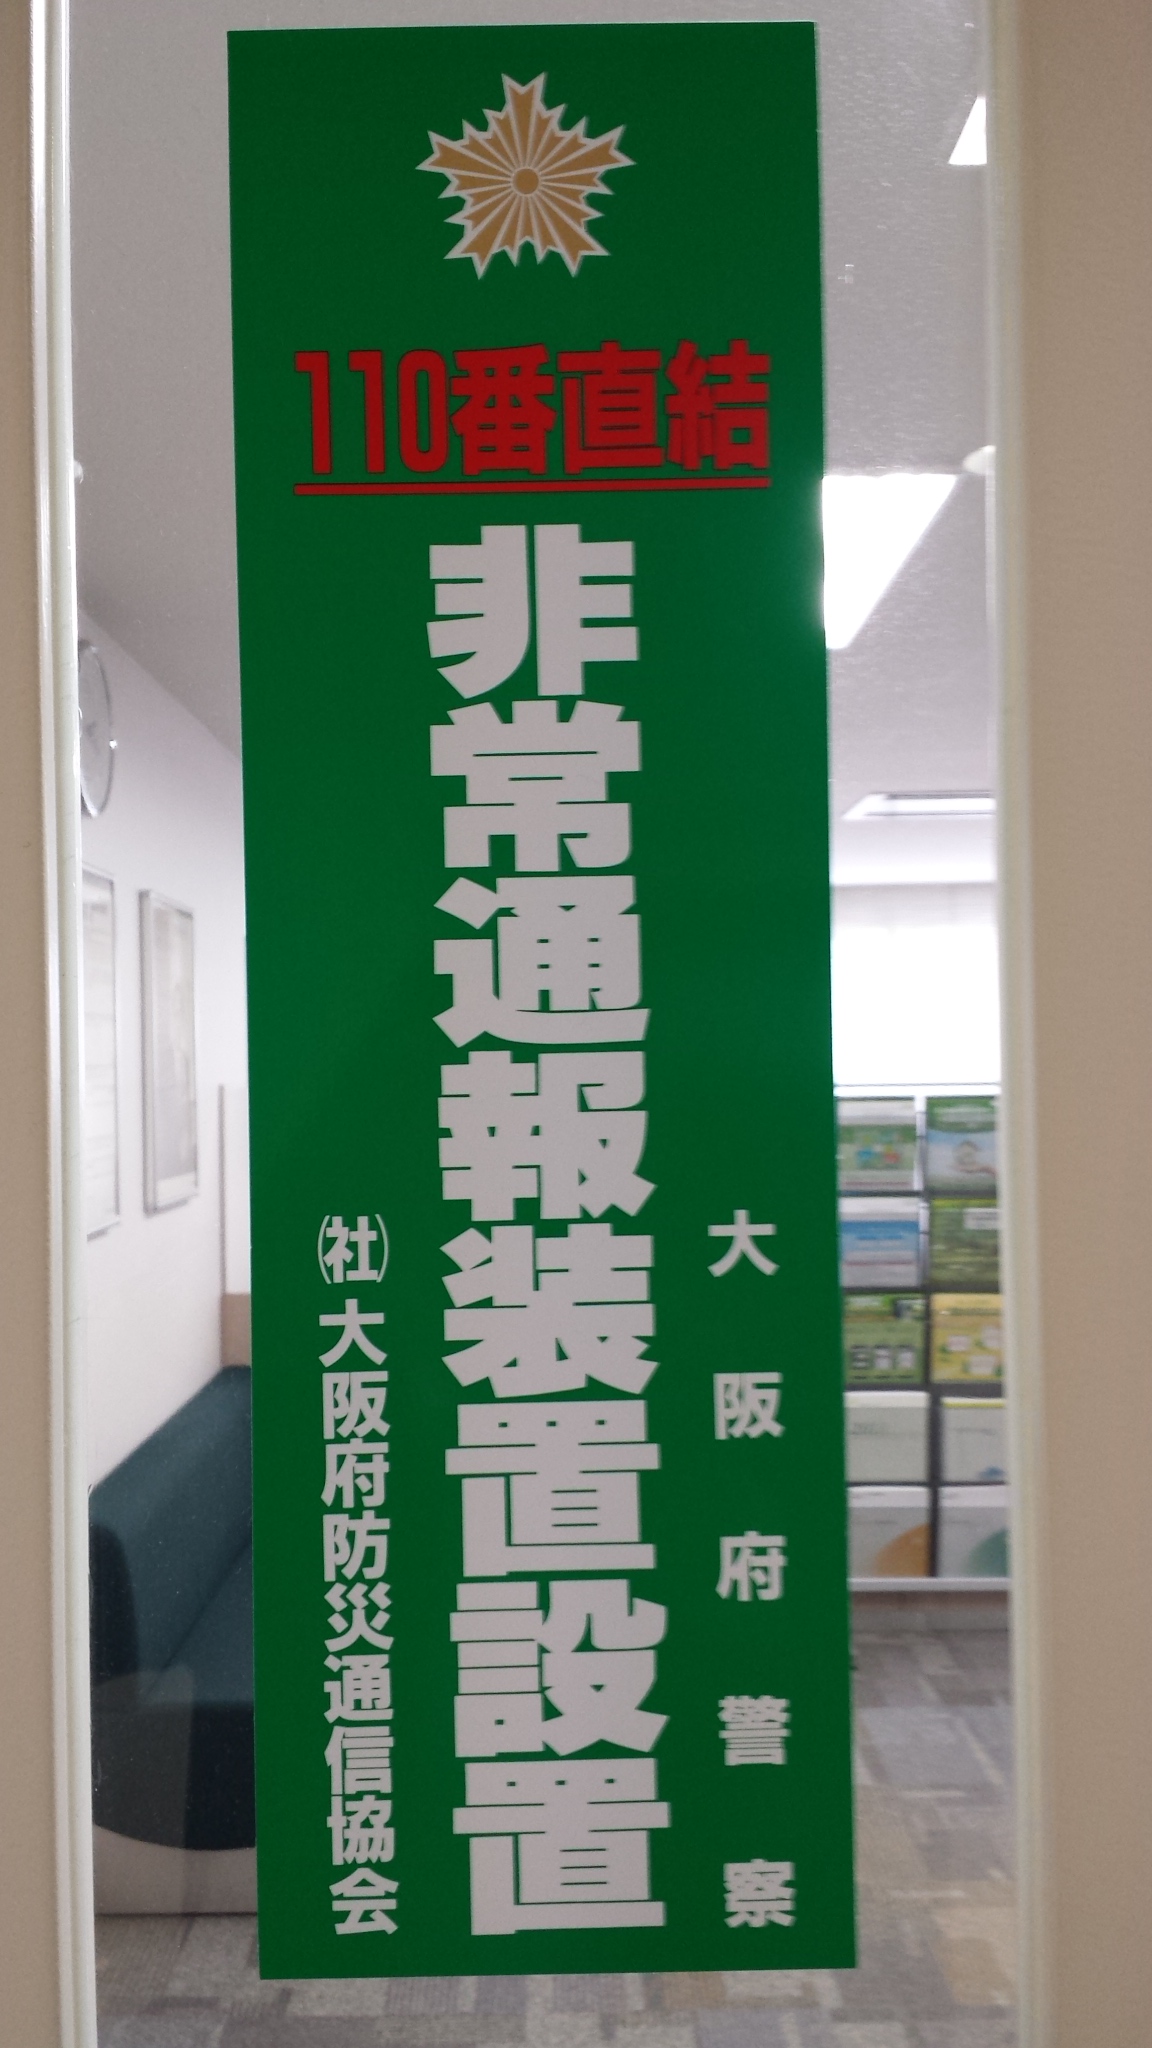 110番直結
大阪府警察
非常通報装置設置
㈳大阪府防災通信協会